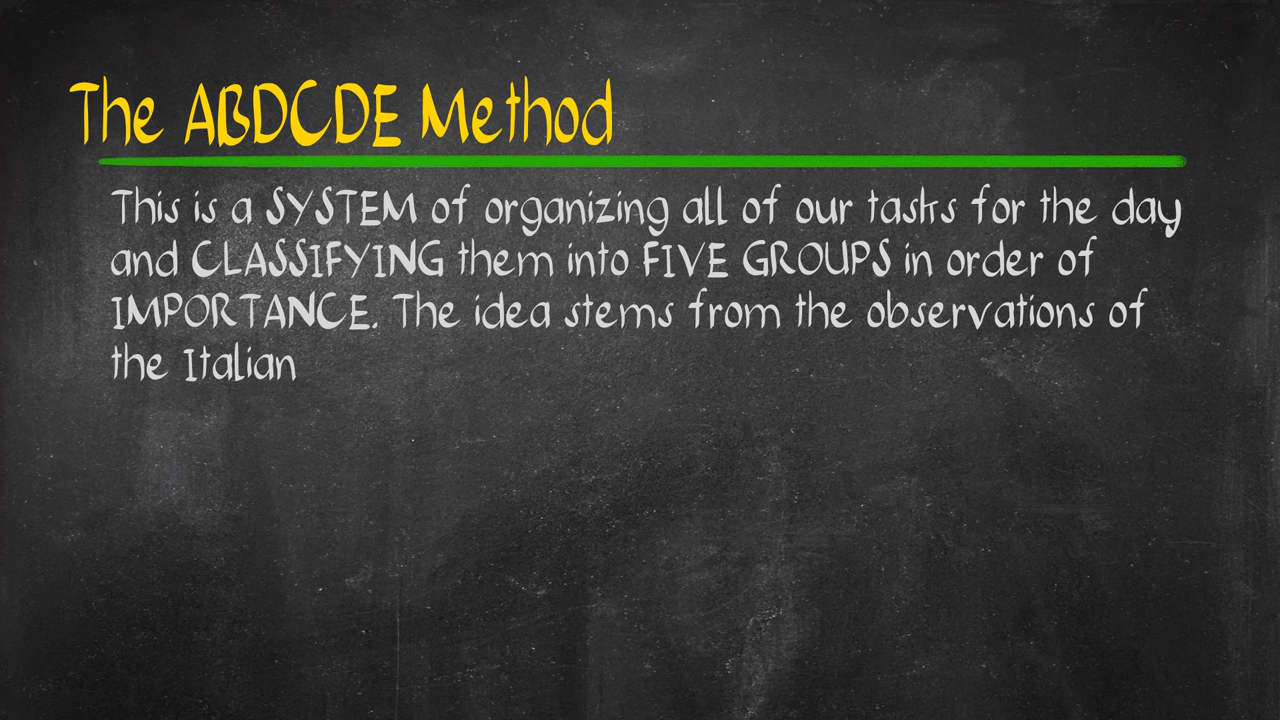 The ABDCDE Method
This is a SYSTEM of organizing all of our tasks for the day
and CLASSIFYING them into FIVE GROUPS in order of
IMPORTANCE. The idea stems from the observations of
the Italian